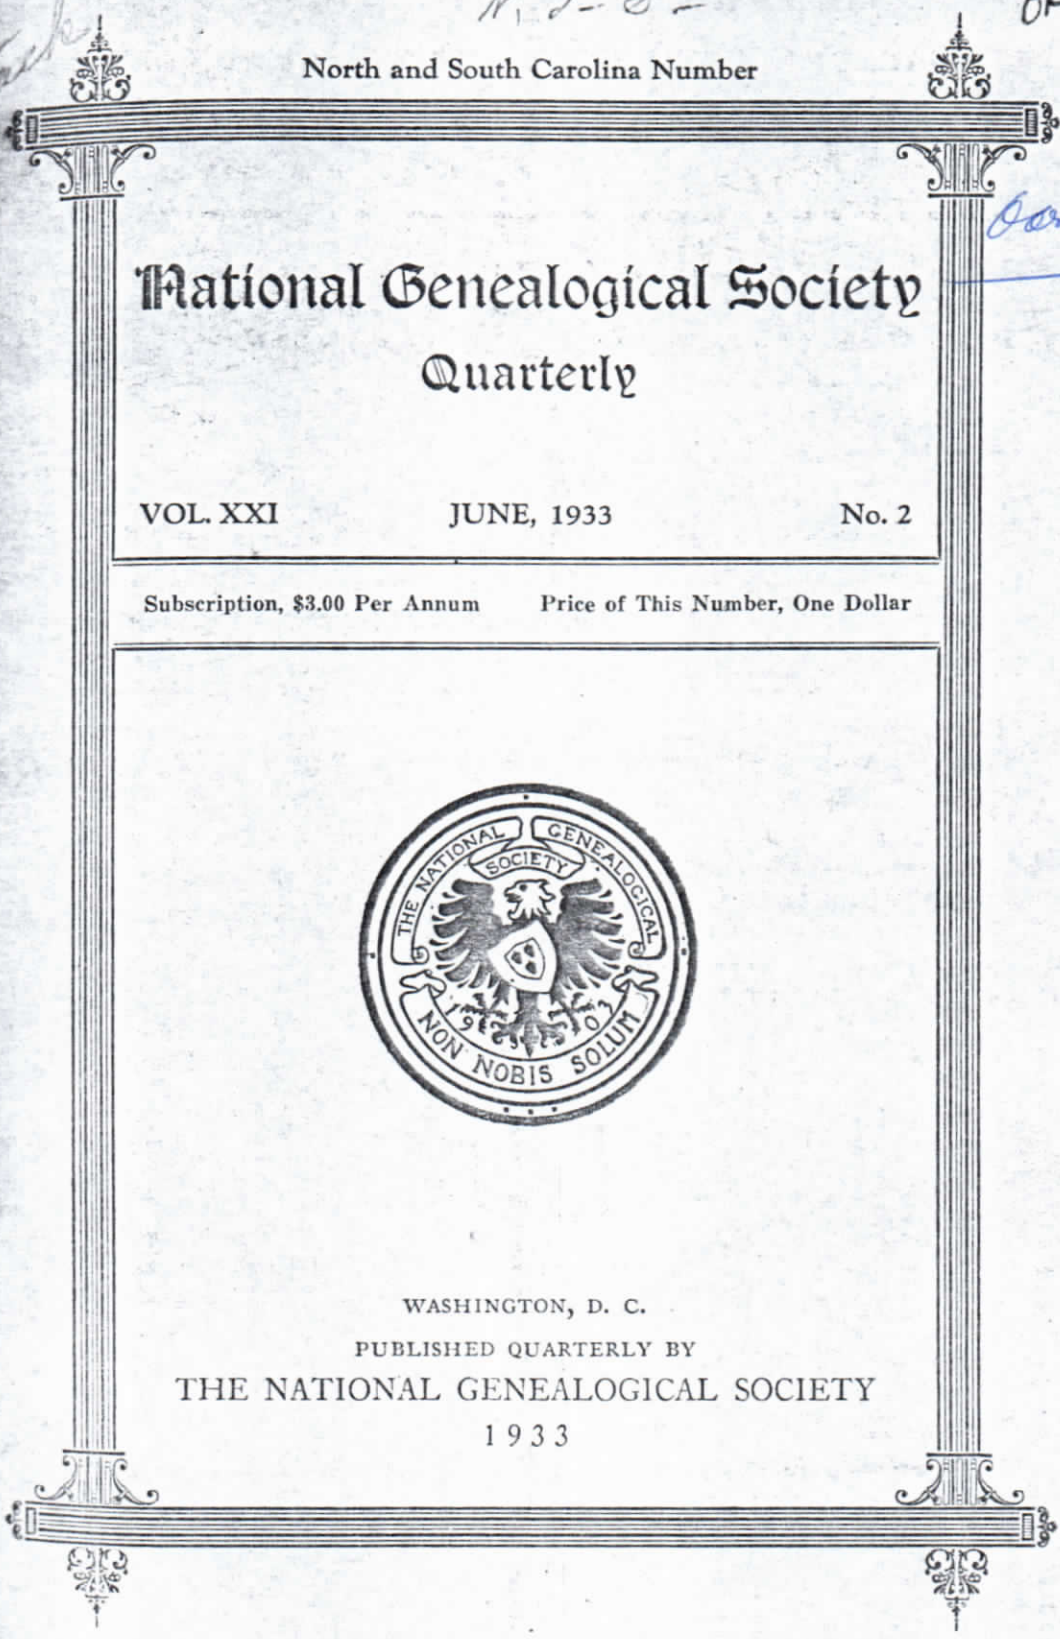 North and South Carolina Number
National Genealogical Society
Quarterly
VOL. XXI JUNE, 1933 No. 2
Subscription, $3.00 Per Annum Price of This Number, One Dollar
THE NATIONAL GENEALOGICAL
SOCIETY
1903
NON NOBIS SOLUM
WASHINGTON, D. C.
PUBLISHED QUARTERLY BY
THE NATIONAL GENEALOGICAL SOCIETY
1933